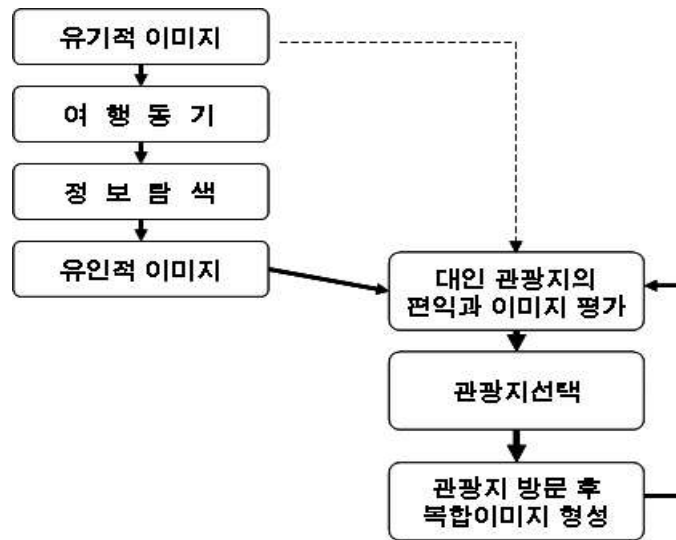 유기적 이미지
여 행 동 기
정 보 탐 색
유인적 이미지
대인 관광지의
편익과 이미지 평가
관광지선택
관광지 방문 후
복합이미지 형성